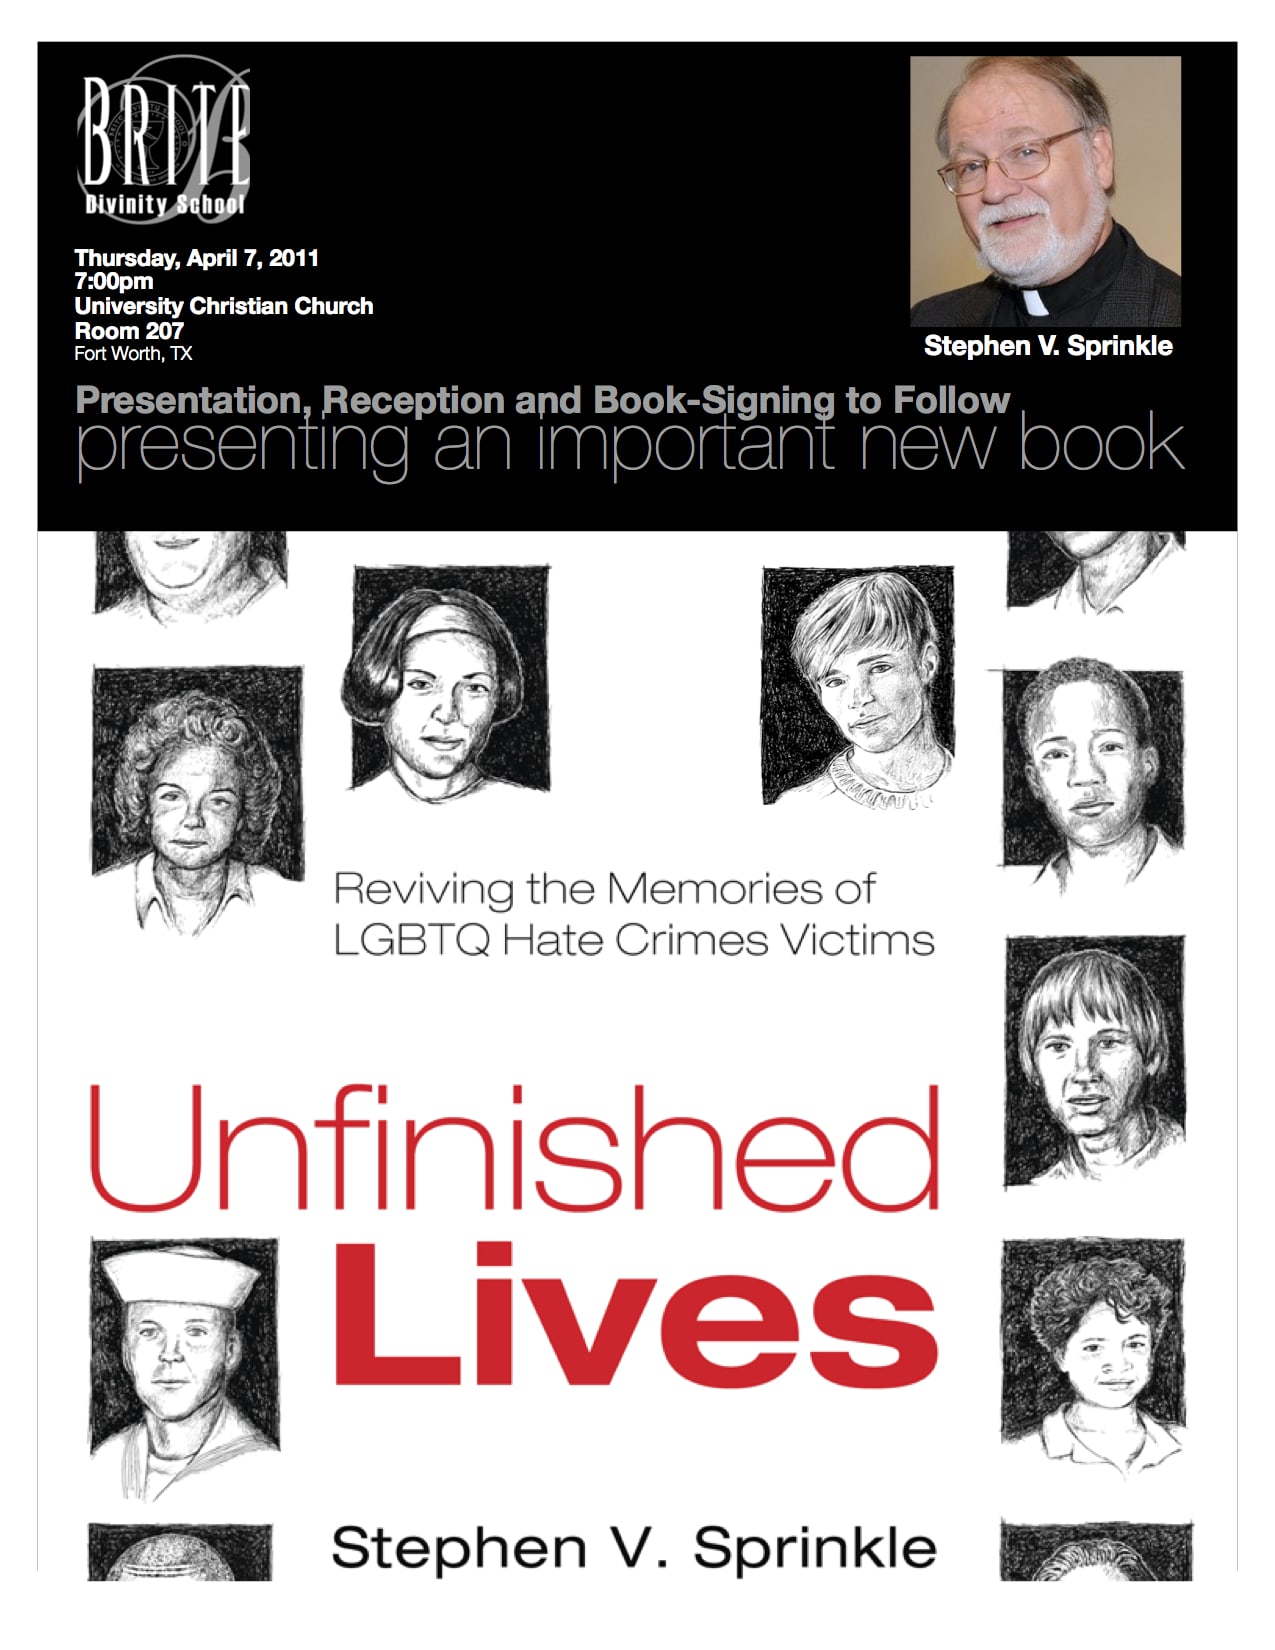 BRITE
Divinity School
Thursday, April 7, 2011
7:00pm
University Christian Church
Room 207
Fort Worth, TX
Stephen V. Sprinkle
Presentation, Reception and Book-Signing to Follow
presenting an important new book
Reviving the Memories of
LGBTQ Hate Crimes Victims
Unfinished
Lives
Stephen V. Sprinkle